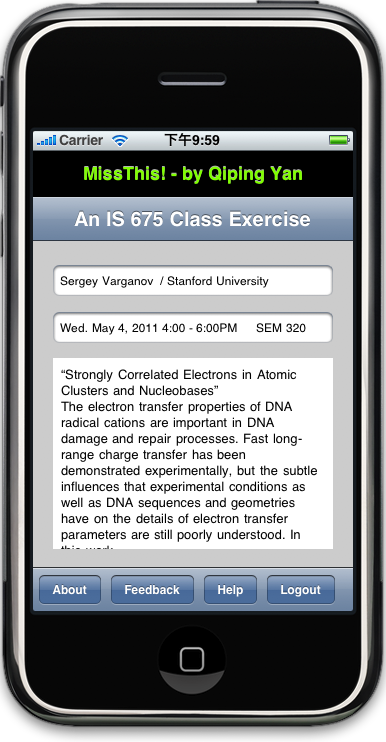 Carrier 下午9:59
MissThis! - by Qiping Yan
An IS 675 Class Exercise
Sergey Varganov / Stanford University
Wed. May 4, 2011 4:00 - 6:00PM SEM 320
“Strongly Correlated Electrons in Atomic
Clusters and Nucleobases”
The electron transfer properties of DNA
radical cations are important in DNA
damage and repair processes. Fast long-
range charge transfer has been
demonstrated experimentally, but the subtle
influences that experimental conditions as
well as DNA sequences and geometries
have on the details of electron transfer
parameters are still poorly understood. In
this work
About Feedback Help Logout